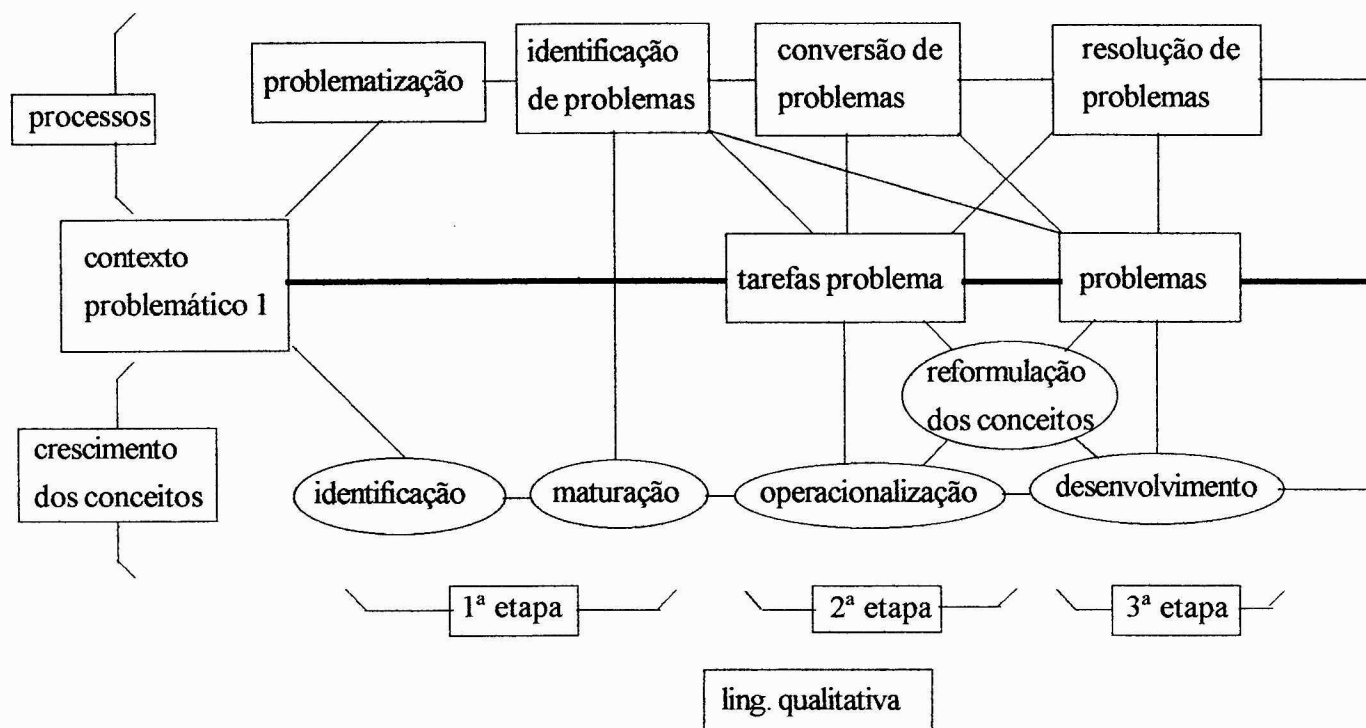 processos
problematização
identificação
de problemas
conversão de
problemas
resolução de
problemas
contexto
problemático 1
tarefas problema
problemas
reformulação
dos conceitos
crescimento
dos conceitos
identificação
maturação
operacionalização
desenvolvimento
1ª etapa
2ª etapa
3ª etapa
ling. qualitativa